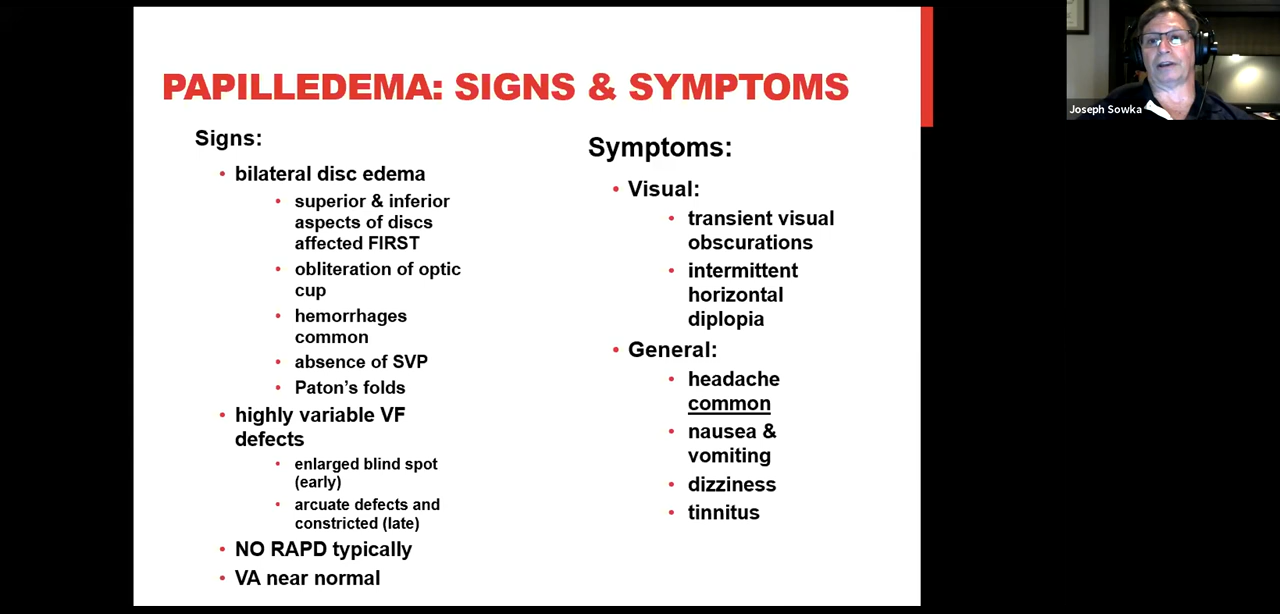 PAPILLEDEMA: SIGNS & SYMPTOMS
Signs:
• bilateral disc edema
• superior & inferior
aspects of discs
affected FIRST
• obliteration of optic
cup
• hemorrhages
common
• absence of SVP
• Paton's folds
• highly variable VF
defects
• enlarged blind spot
(early)
• arcuate defects and
constricted (late)
• NO RAPD typically
• VA near normal
Symptoms:
• Visual:
• transient visual
obscurations
• intermittent
horizontal
diplopia
• General:
• headache
common
• nausea &
vomiting
• dizziness
• tinnitus
Joseph Sowka